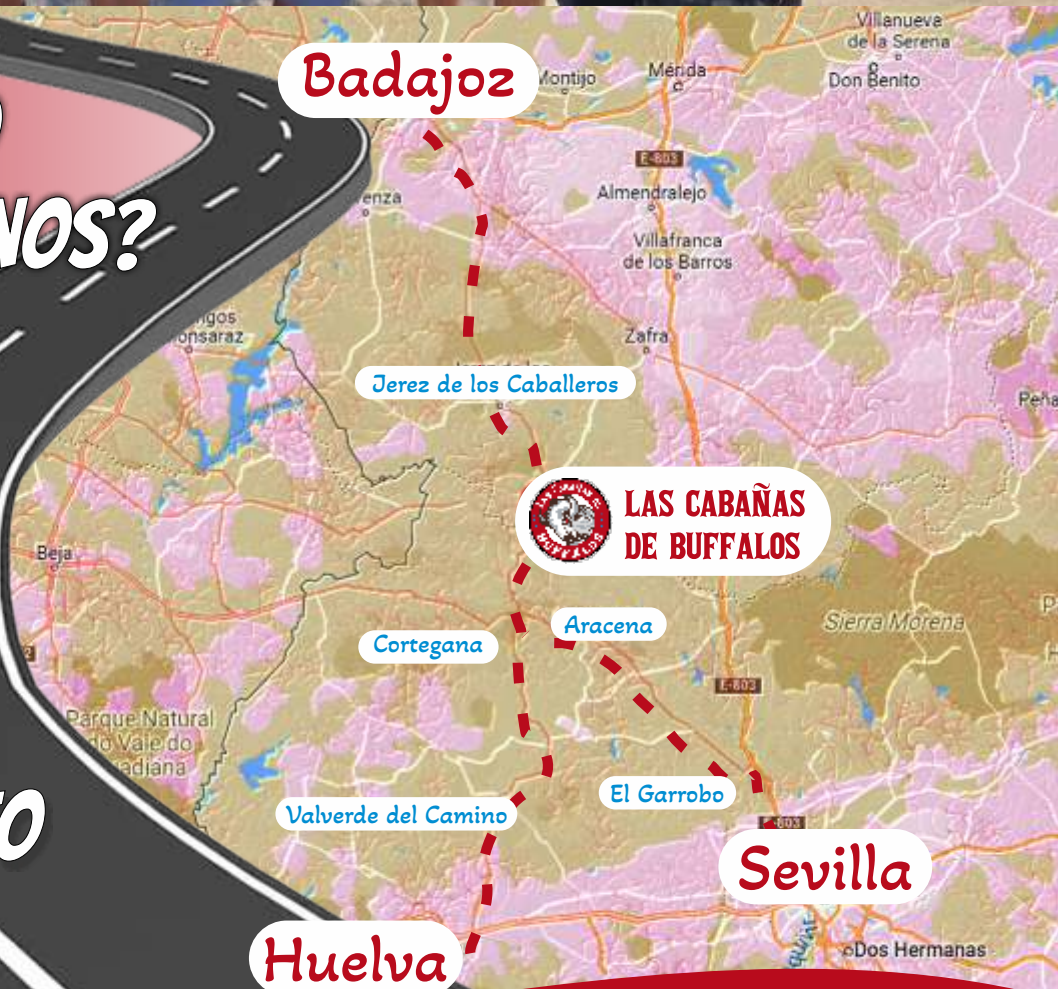 Badajoz
Montijo
Mérida
Villanueva
de la Serena
Don Benito
E-803
Almendralejo
Villafranca
de los Barros
NOS?
Zafra
Jerez de los Caballeros
LAS CABAÑAS
DE BUFFALOS
Beja
Aracena
Cortegana
Sierra Morena
E-803
Parque Natural
do Vale do
El Garrobo
Valverde del Camino
Sevilla
Huelva
Dos Hermanas